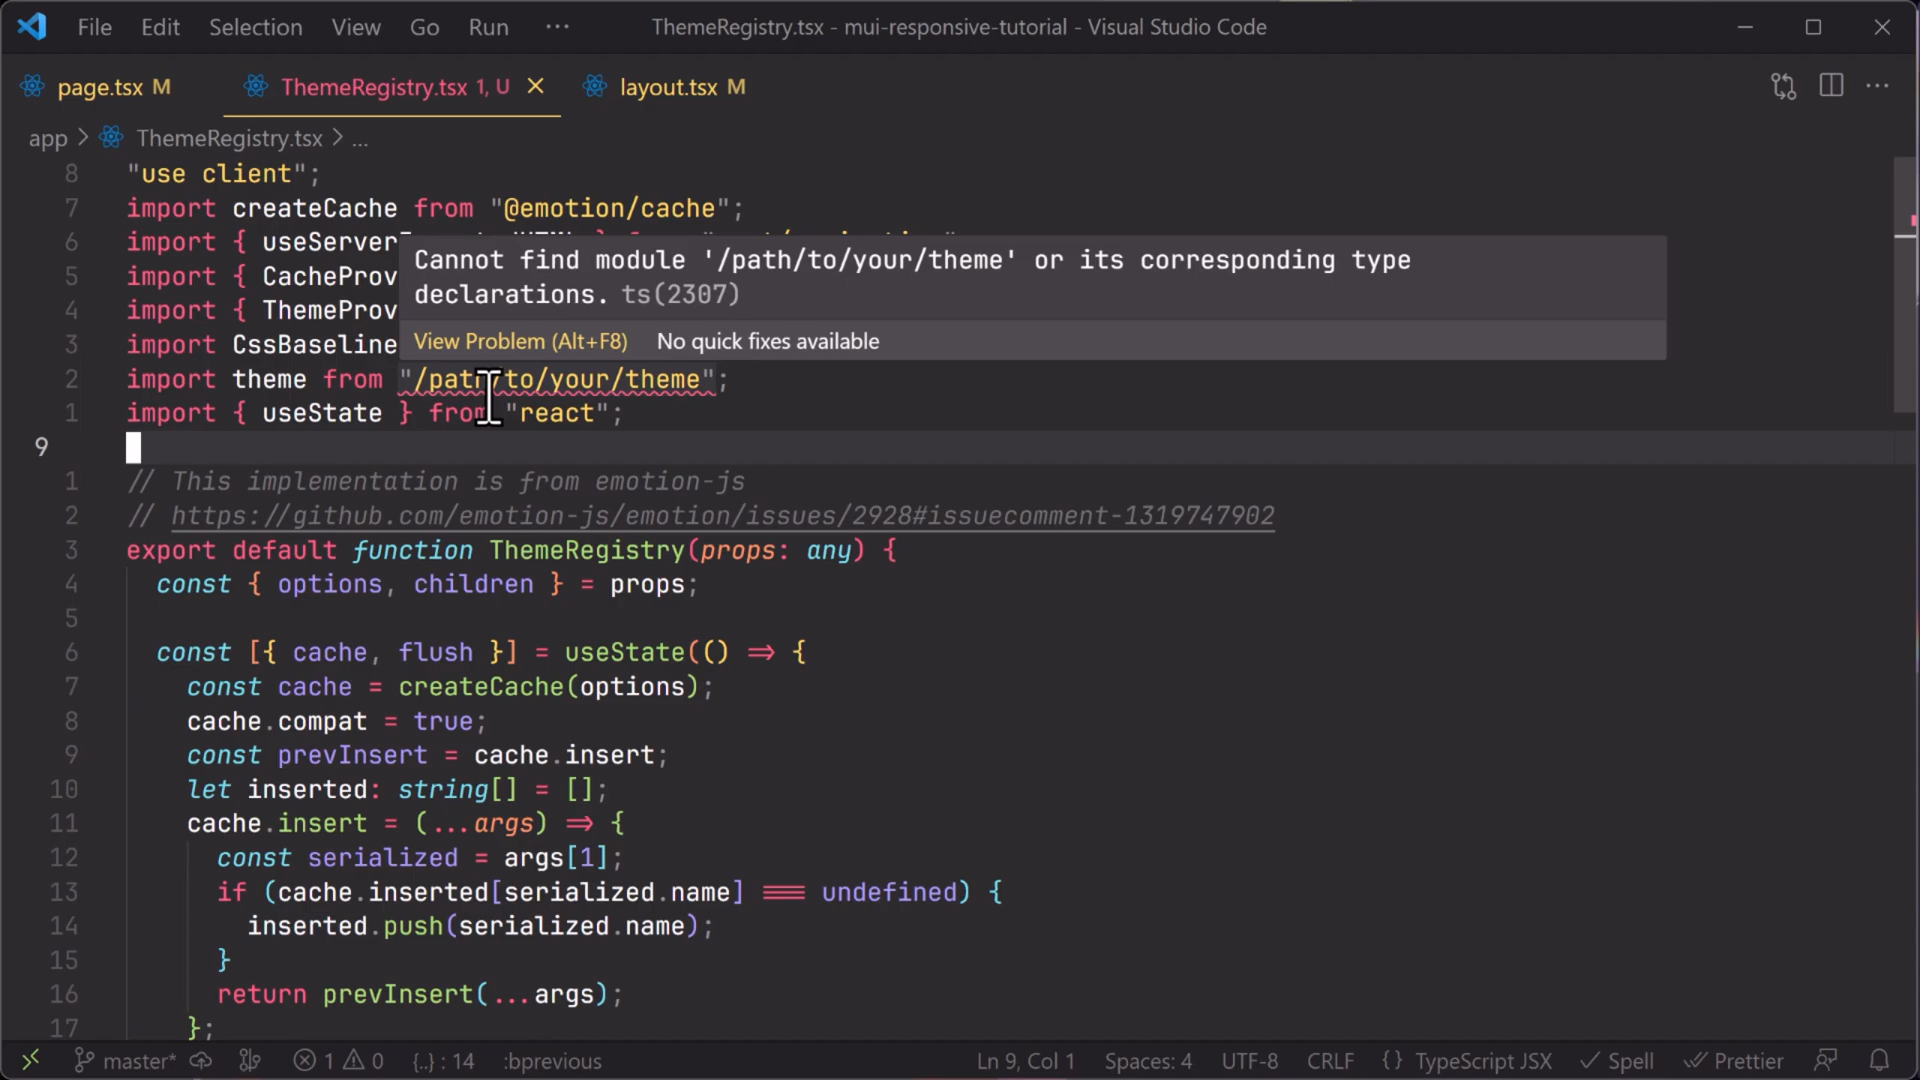 File Edit Selection View Go Run ··· ThemeRegistry.tsx - mui-responsive-tutorial - Visual Studio Code
page.tsx M ThemeRegistry.tsx 1, U layout.tsx M
app > ThemeRegistry.tsx > ...
8 "use client";
7 import createCache from "@emotion/cache";
6 import { useServer
5 import { CacheProv
4 import { ThemeProv
3 import CssBaseline
Cannot find module '/path/to/your/theme' or its corresponding type
declarations. ts(2307)
View Problem (Alt+F8) No quick fixes available
2 import theme from "/path/to/your/theme";
1 import { useState } from "react";
9
1 // This implementation is from emotion-js
2 // https://github.com/emotion-js/emotion/issues/2928#issuecomment-1319747902
3 export default function ThemeRegistry(props: any) {
4 const { options, children } = props;
5
6 const [{ cache, flush }] = useState(() => {
7 const cache = createCache(options);
8 cache.compat = true;
9 const prevInsert = cache.insert;
10 let inserted: string[] = [];
11 cache.insert = (...args) => {
12 const serialized = args[1];
13 if (cache.inserted[serialized.name] === undefined) {
14 inserted.push(serialized.name);
15 }
16 return prevInsert(...args);
17 };
master* 1 0 {..} : 14 :bprevious Ln 9, Col 1 Spaces: 4 UTF-8 CRLF {} TypeScript JSX Spell Prettier